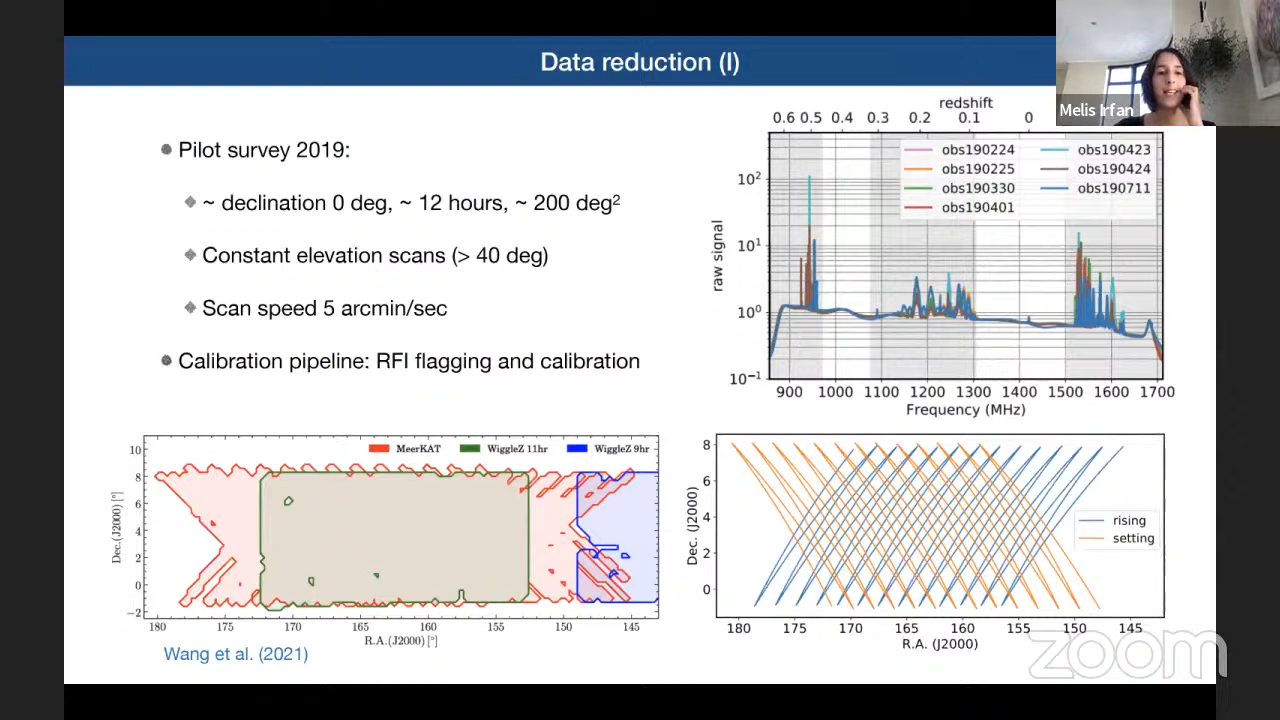 Data reduction (I)
Melis Irfan
Pilot survey 2019:
~ declination 0 deg, ~ 12 hours, ~ 200 deg²
Constant elevation scans (> 40 deg)
Scan speed 5 arcmin/sec
Calibration pipeline: RFI flagging and calibration
redshift
0.6 0.5 0.4 0.3 0.2 0.1 0
obs190224 obs190423
obs190225 obs190424
obs190330 obs190711
obs190401
raw signal
10²
10¹
10⁰
10⁻¹
900 1000 1100 1200 1300 1400 1500 1600 1700
Frequency (MHz)
MeerKAT WiggleZ 11hr WiggleZ 9hr
Dec.(J2000) [°]
10
8
6
4
2
0
−2
180 175 170 165 160 155 150 145
R.A.(J2000) [°]
Wang et al. (2021)
Dec. (J2000)
8
6
4
2
0
rising
setting
180 175 170 165 160 155 150 145
R.A. (J2000)
zoom